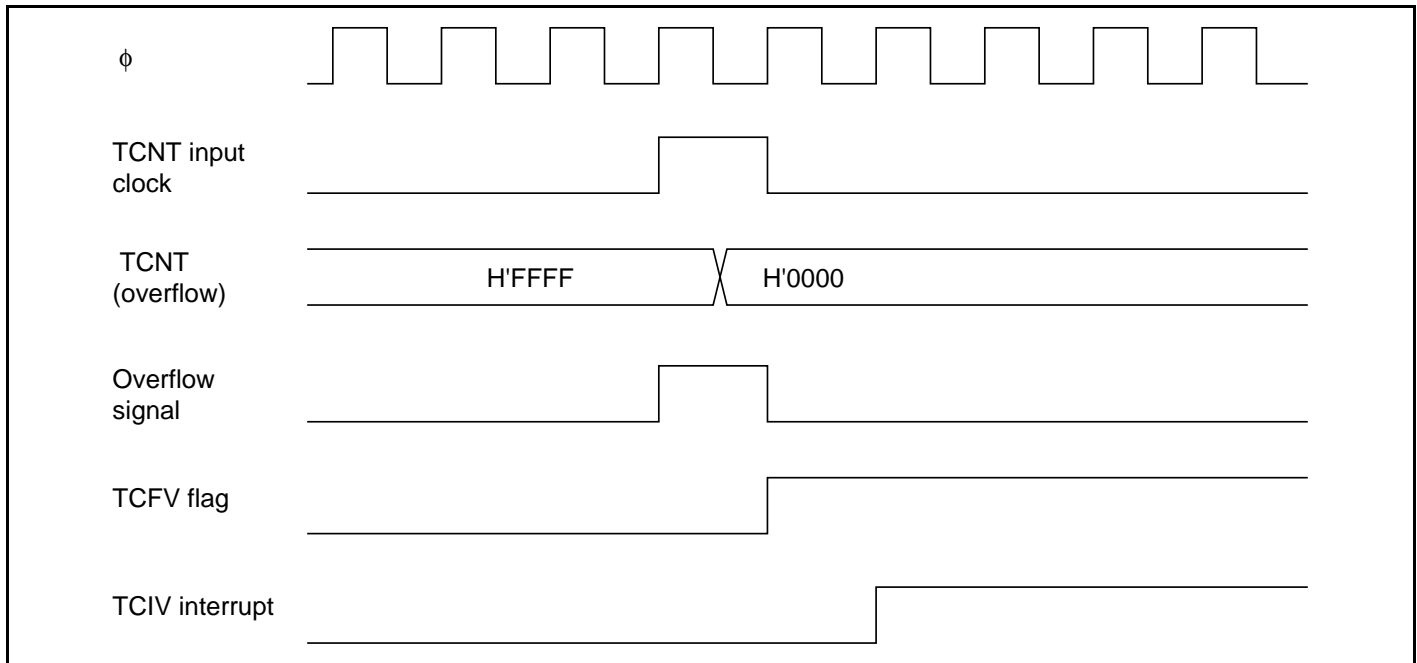 ϕ
TCNT input
clock
TCNT
(overflow)
H'FFFF
H'0000
Overflow
signal
TCFV flag
TCIV interrupt